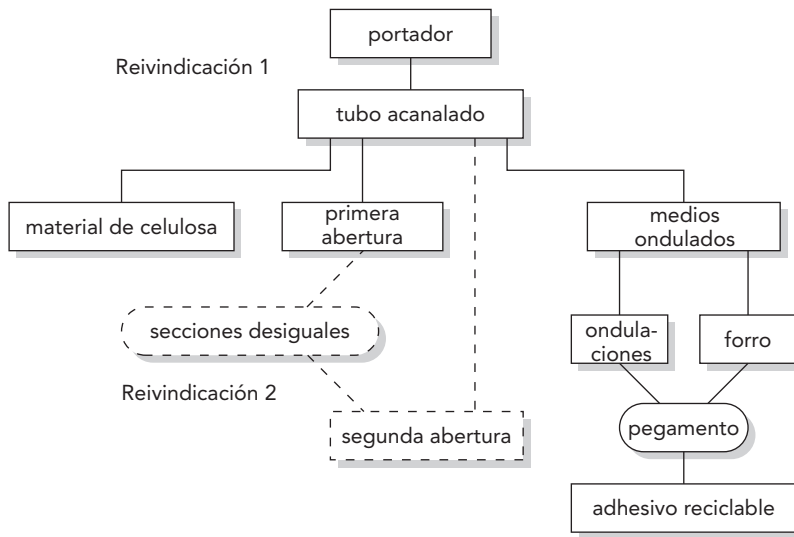 portador
Reivindicación 1
tubo acanalado
material de celulosa
primera
abertura
medios
ondulados
secciones desiguales
ondula-
ciones
forro
Reivindicación 2
segunda abertura
pegamento
adhesivo reciclable